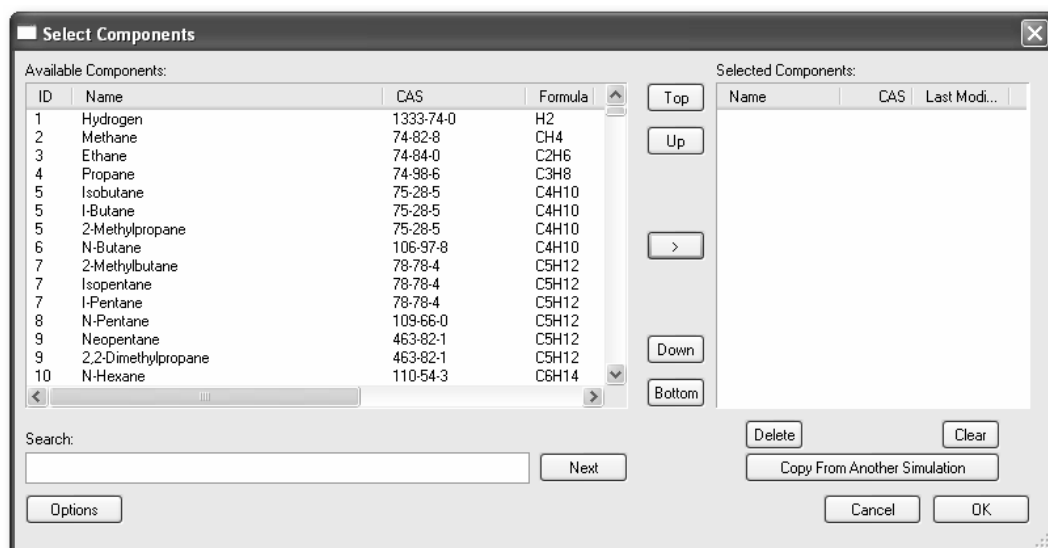 Select Components
Available Components:
ID Name CAS Formula
1 Hydrogen 1333-74-0 H2
2 Methane 74-82-8 CH4
3 Ethane 74-84-0 C2H6
4 Propane 74-98-6 C3H8
5 Isobutane 75-28-5 C4H10
5 I-Butane 75-28-5 C4H10
5 2-Methylpropane 75-28-5 C4H10
6 N-Butane 106-97-8 C4H10
7 2-Methylbutane 78-78-4 C5H12
7 Isopentane 78-78-4 C5H12
7 I-Pentane 78-78-4 C5H12
8 N-Pentane 109-66-0 C5H12
9 Neopentane 463-82-1 C5H12
9 2,2-Dimethylpropane 463-82-1 C5H12
10 N-Hexane 110-54-3 C6H14
Top
Up
>
Down
Bottom
Selected Components:
Name CAS Last Modi...
Search:
Next
Options
Delete Clear
Copy From Another Simulation
Cancel OK